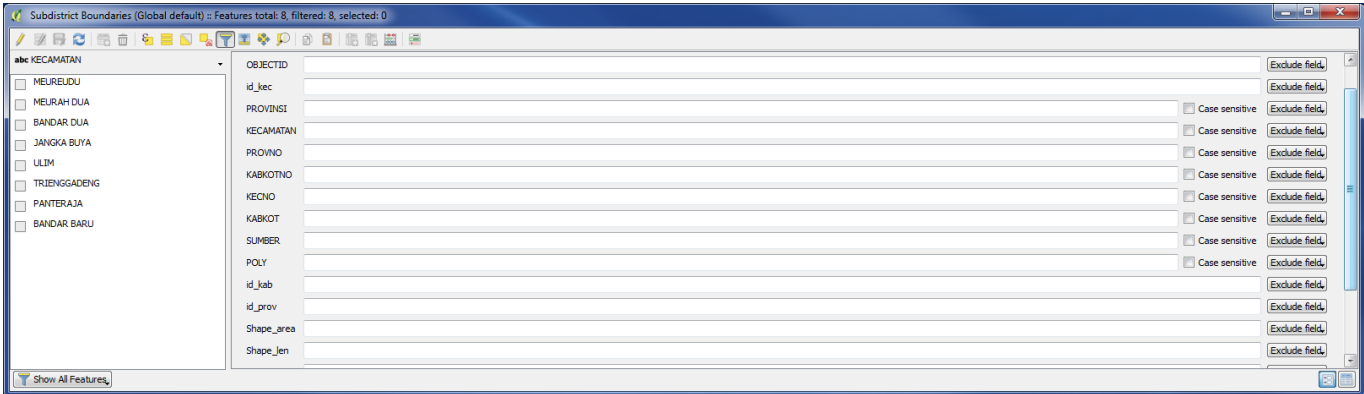 Subdistrict Boundaries (Global default) :: Features total: 8, filtered: 8, selected: 0
abc KECAMATAN
MEUREUDU
MEURAH DUA
BANDAR DUA
JANGKA BUYA
ULIM
TRIENGGADENG
PANTERAJA
BANDAR BARU
OBJECTID Exclude field
id_kec Exclude field
PROVINSI Case sensitive Exclude field
KECAMATAN Case sensitive Exclude field
PROVNO Case sensitive Exclude field
KABKOTNO Case sensitive Exclude field
KECNO Case sensitive Exclude field
KABKOT Case sensitive Exclude field
SUMBER Case sensitive Exclude field
POLY Case sensitive Exclude field
id_kab Exclude field
id_prov Exclude field
Shape_area Exclude field
Shape_len Exclude field
Show All Features